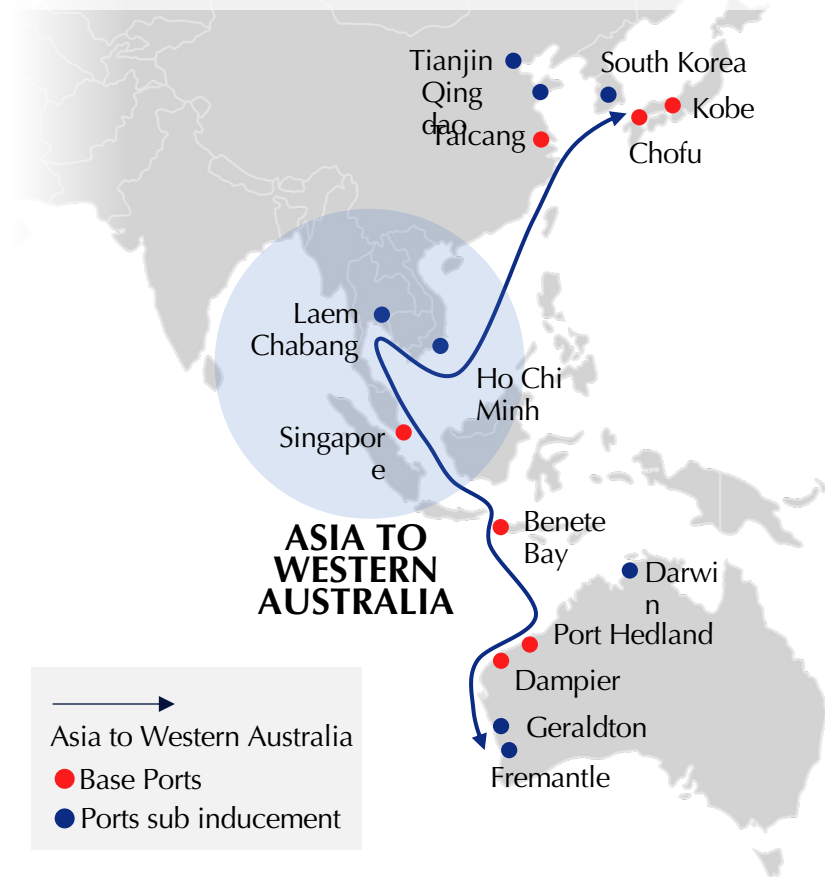 Tianjin
South Korea
Qing
dao
Taicang
Kobe
Chofu
Laem
Chabang
Ho Chi
Minh
Singapor
e
Benete
Bay
ASIA TO
WESTERN
AUSTRALIA
Darwi
n
Port Hedland
Dampier
Geraldton
Fremantle
Asia to Western Australia
Base Ports
Ports sub inducement